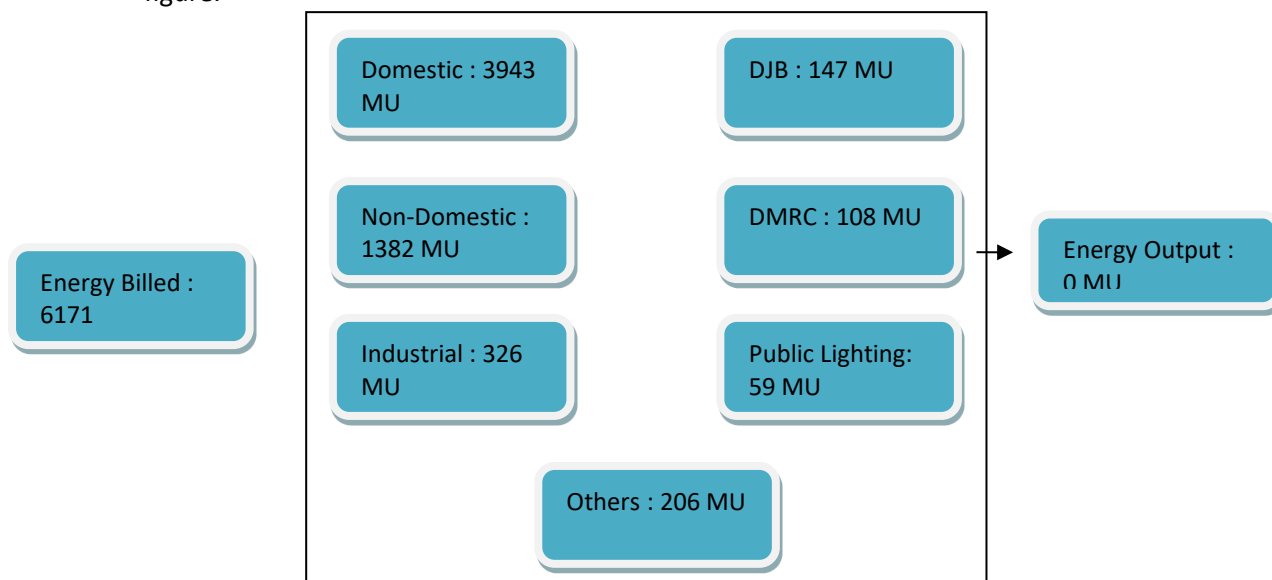 figure.
Domestic : 3943
MU
DJB : 147 MU
Non-Domestic :
1382 MU
DMRC : 108 MU
Energy Billed :
6171
Energy Output :
0 MU
Industrial : 326
MU
Public Lighting:
59 MU
Others : 206 MU